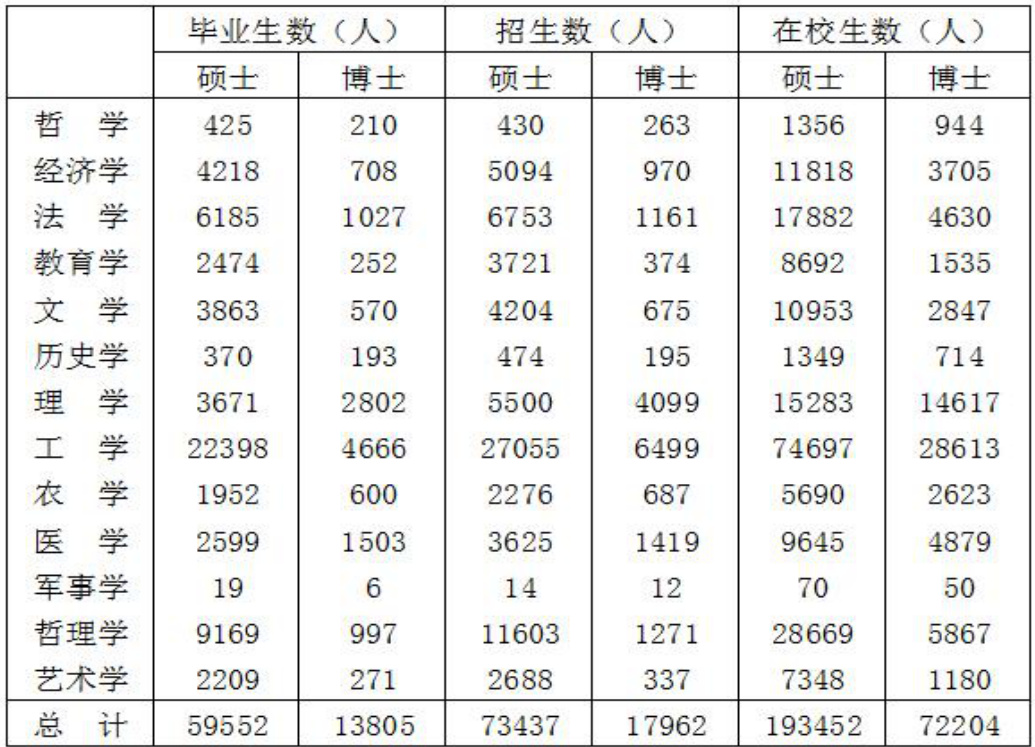 毕业生数（人） 招生数（人） 在校生数（人）
硕士 博士 硕士 博士 硕士 博士
哲 学 425 210 430 263 1356 944
经济学 4218 708 5094 970 11818 3705
法 学 6185 1027 6753 1161 17882 4630
教育学 2474 252 3721 374 8692 1535
文 学 3863 570 4204 675 10953 2847
历史学 370 193 474 195 1349 714
理 学 3671 2802 5500 4099 15283 14617
工 学 22398 4666 27055 6499 74697 28613
农 学 1952 600 2276 687 5690 2623
医 学 2599 1503 3625 1419 9645 4879
军事学 19 6 14 12 70 50
哲理学 9169 997 11603 1271 28669 5867
艺术学 2209 271 2688 337 7348 1180
总 计 59552 13805 73437 17962 193452 72204